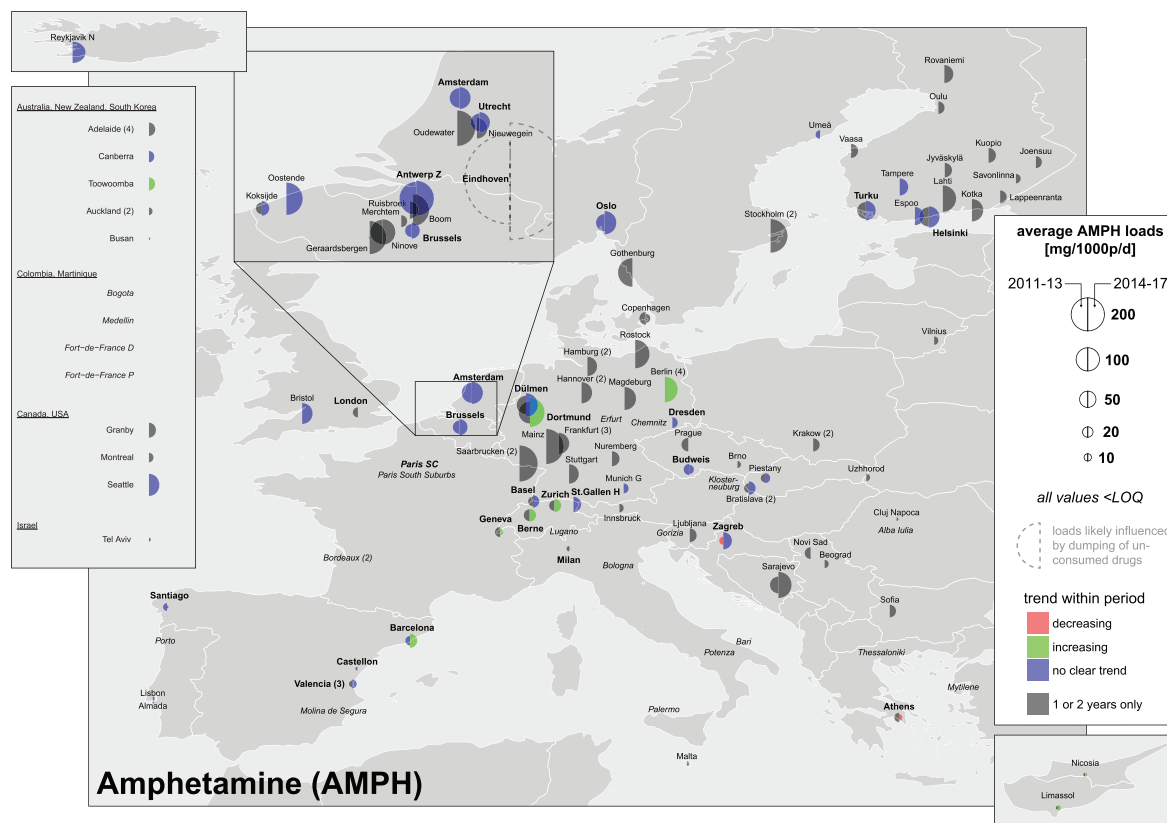 Reykjavik N
Australia, New Zealand, South Korea
Adelaide (4)
Canberra
Toowoomba
Auckland (2)
Busan
Colombia, Martinique
Bogota
Medellin
Fort−de−France D
Fort−de−France P
Canada, USA
Granby
Montreal
Seattle
Israel
Tel Aviv
Amsterdam
Utrecht
Oudewater
Nieuwegein
Eindhoven
Antwerp Z
Oostende
Koksijde
Ruisbroek
Merchtem
Boom
Brussels
Ninove
Geraardsbergen
Rovaniemi
Oulu
Umeå
Vaasa
Kuopio
Joensuu
Jyväskylä
Savonlinna
Tampere
Lahti
Kotka
Lappeenranta
Turku
Espoo
Helsinki
Oslo
Stockholm (2)
Gothenburg
Copenhagen
Rostock
Vilnius
Hamburg (2)
Hannover (2)
Magdeburg
Berlin (4)
Amsterdam
Dülmen
Bristol
London
Brussels
Dortmund
Erfurt
Chemnitz
Dresden
Mainz
Frankfurt (3)
Saarbrucken (2)
Nuremberg
Prague
Krakow (2)
Paris SC
Paris South Suburbs
Stuttgart
Budweis
Brno
Piestany
Uzhhorod
Munich G
Kloster-
neuburg
Bratislava (2)
Basel
Zurich
St.Gallen H
Innsbruck
Geneva
Berne
Lugano
Milan
Ljubljana
Gorizia
Zagreb
Cluj Napoca
Alba Iulia
Novi Sad
Beograd
Bordeaux (2)
Bologna
Sarajevo
Sofia
Santiago
Porto
Barcelona
Castellon
Valencia (3)
Lisbon
Almada
Molina de Segura
Bari
Potenza
Palermo
Malta
Thessaloniki
Mytilene
Athens
Amphetamine (AMPH)
average AMPH loads
[mg/1000p/d]
2011-13
2014-17
200
100
50
20
10
all values <LOQ
loads likely influenced
by dumping of un-
consumed drugs
trend within period
decreasing
increasing
no clear trend
1 or 2 years only
Nicosia
Limassol